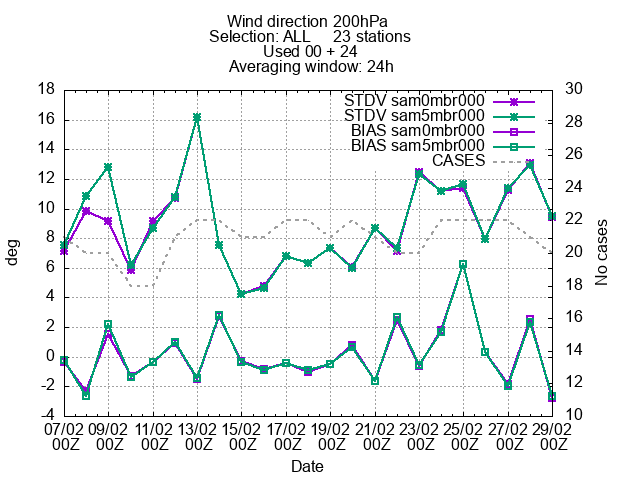 Wind direction 200hPa
Selection: ALL 23 stations
Used 00 + 24
Averaging window: 24h
STDV sam0mbr000
STDV sam5mbr000
BIAS sam0mbr000
BIAS sam5mbr000
CASES
deg
18
16
14
12
10
8
6
4
2
0
-2
-4
No cases
30
28
26
24
22
20
18
16
14
12
10
07/02 09/02 11/02 13/02 15/02 17/02 19/02 21/02 23/02 25/02 27/02 29/02
00Z 00Z 00Z 00Z 00Z 00Z 00Z 00Z 00Z 00Z 00Z 00Z
Date